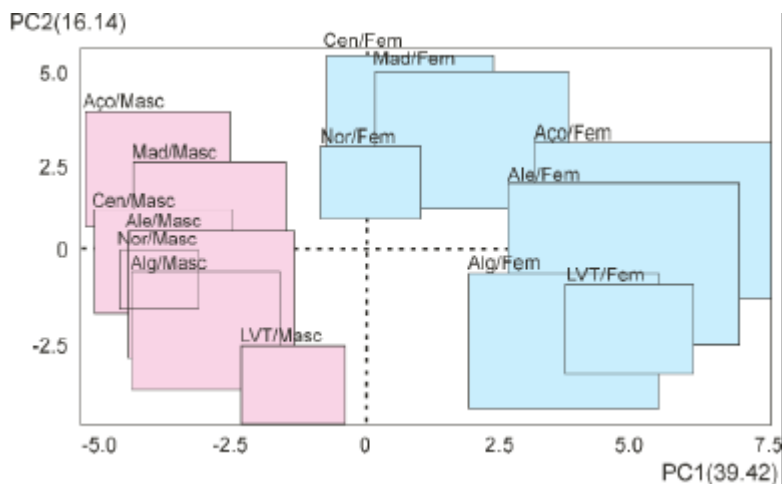 PC2(16.14)
Cen/Fem
Mad/Fem
5.0
Aço/Masc
Nor/Fem
Aço/Fem
Mad/Masc
2.5
Ale/Fem
Cen/Masc
Ale/Masc
Nor/Masc
0
Alg/Masc
Alg/Fem
LVT/Fem
LVT/Masc
-2.5
-5.0 -2.5 0 2.5 5.0 7.5
PC1(39.42)